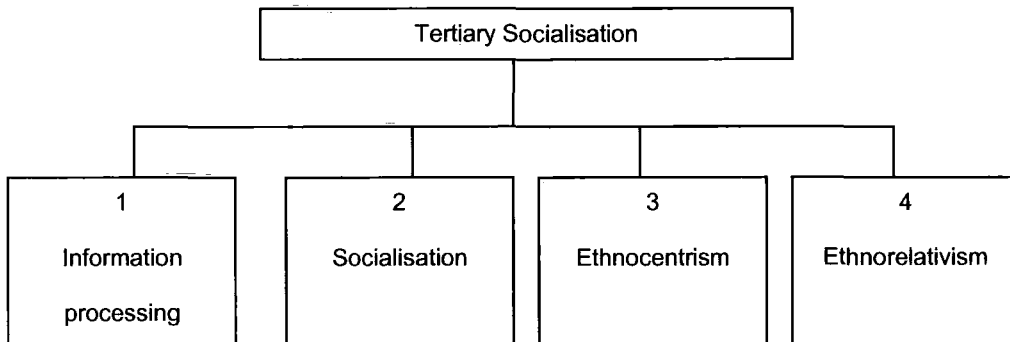 Tertiary Socialisation
1
Information
processing
2
Socialisation
3
Ethnocentrism
4
Ethnorelativism